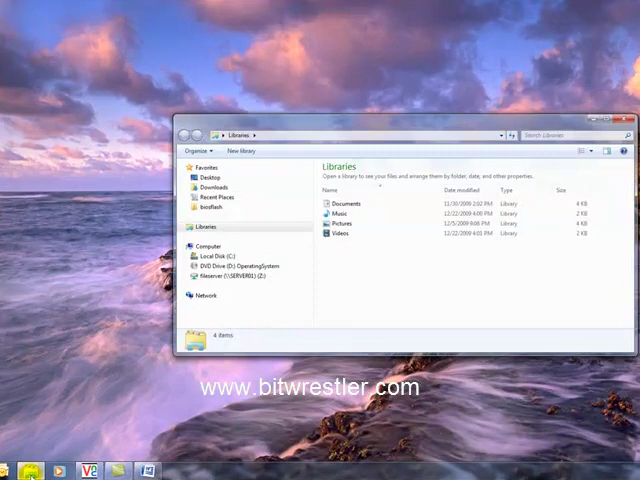 Libraries
Search Libraries
Organize
New library
Favorites
Desktop
Downloads
Recent Places
biosflash
Libraries
Computer
Local Disk (C:)
DVD Drive (D:) OperatingSystem
fileserver (\\SERVER01) (Z:)
Network
Libraries
Open a library to see your files and arrange them by folder, date, and other properties.
Name Date modified Type Size
Documents 11/30/2009 2:02 PM Library 4 KB
Music 12/22/2009 4:00 PM Library 2 KB
Pictures 12/5/2009 9:06 PM Library 4 KB
Videos 12/22/2009 4:01 PM Library 2 KB
4 items
www.bitwrestler.com